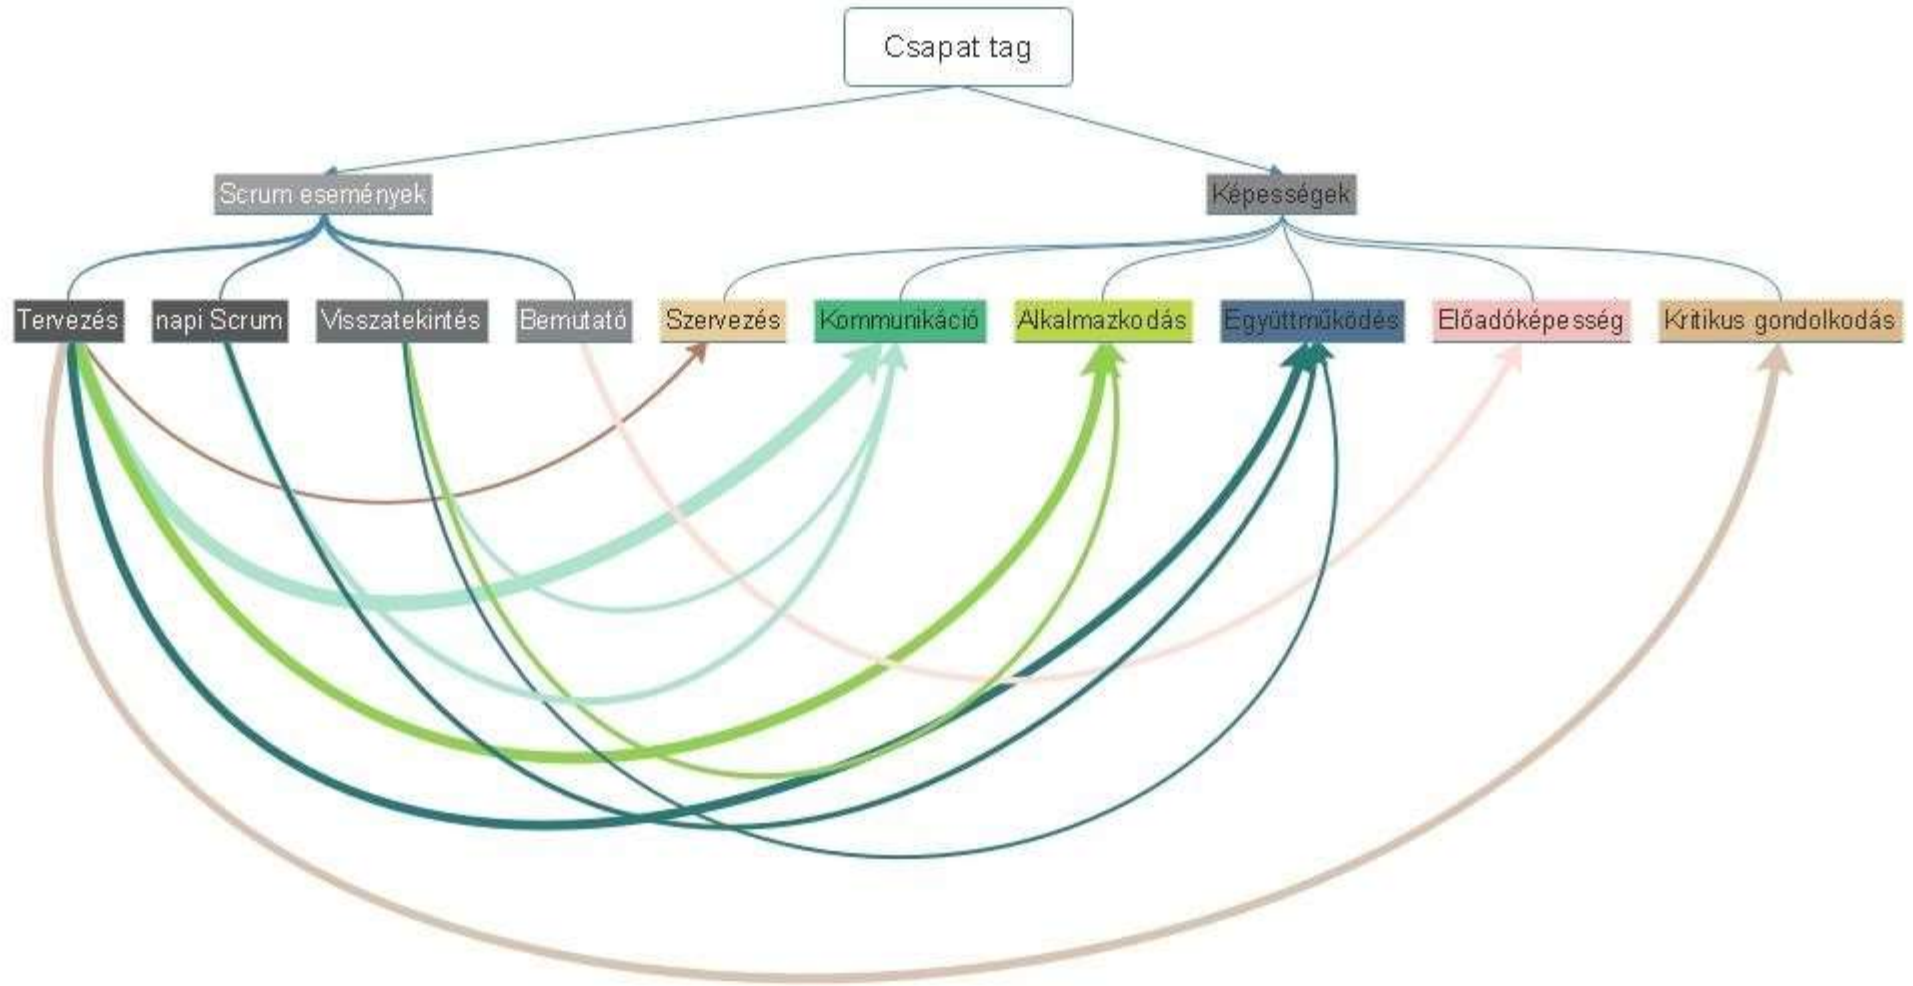 Csapat tag
Scrum események
Képességek
Tervezés
napi Scrum
Visszatekintés
Bemutató
Szervezés
Kommunikáció
Alkalmazkodás
Együttműködés
Előadóképesség
Kritikus gondolkodás